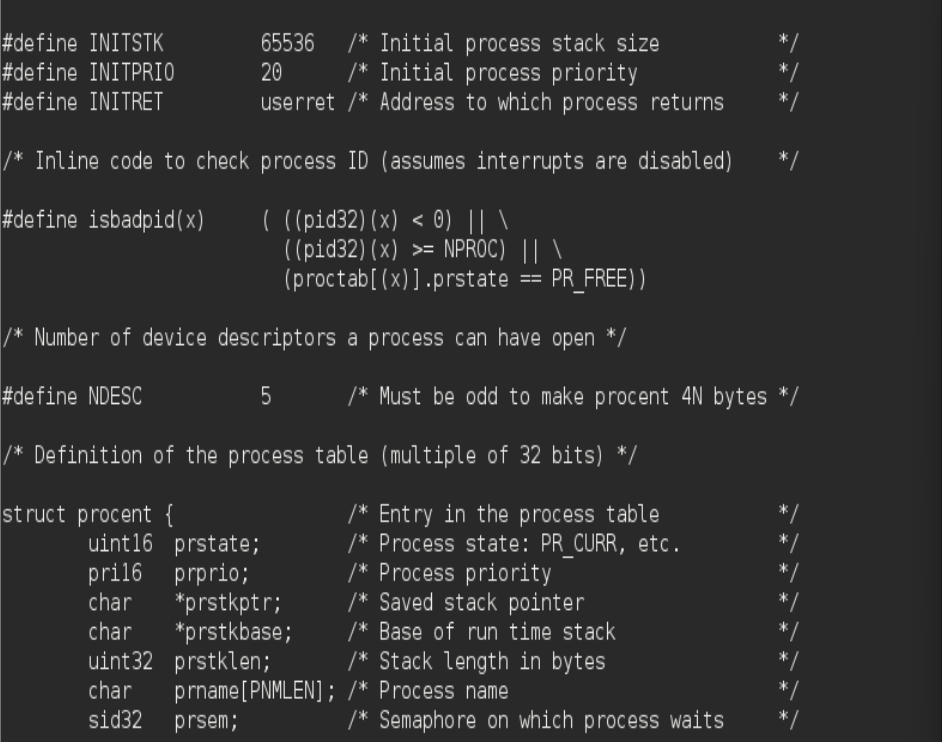 #define INITSTK         65536   /* Initial process stack size           */
#define INITPRIO        20      /* Initial process priority             */
#define INITRET         userret /* Address to which process returns     */
/* Inline code to check process ID (assumes interrupts are disabled)    */
#define isbadpid(x)     ( ((pid32)(x) < 0) || \
                          ((pid32)(x) >= NPROC) || \
                          (proctab[(x)].prstate == PR_FREE))
/* Number of device descriptors a process can have open */
#define NDESC           5       /* Must be odd to make procent 4N bytes */
/* Definition of the process table (multiple of 32 bits) */
struct procent {                /* Entry in the process table           */
        uint16  prstate;        /* Process state: PR_CURR, etc.         */
        pri16   prprio;         /* Process priority                     */
        char    *prstkptr;      /* Saved stack pointer                  */
        char    *prstkbase;     /* Base of run time stack               */
        uint32  prstklen;       /* Stack length in bytes                */
        char    prname[PNMLEN]; /* Process name                         */
        sid32   prsem;          /* Semaphore on which process waits     */